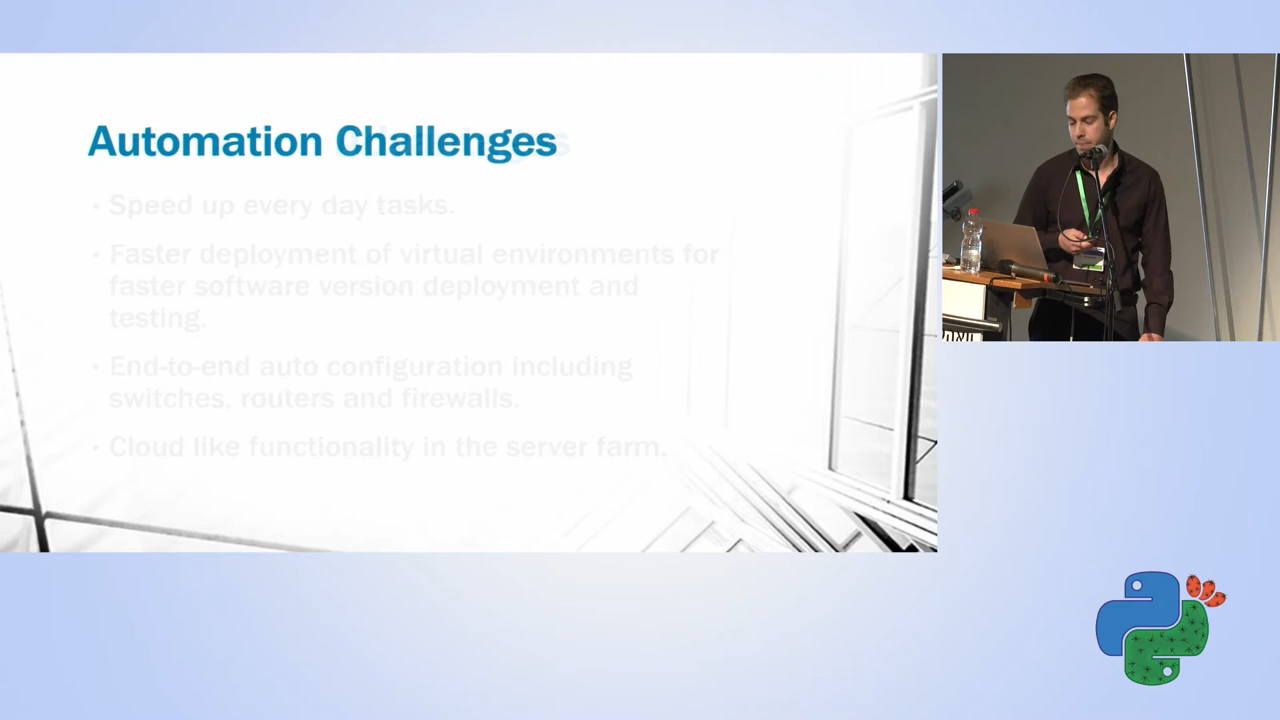 Automation Challenges
• Speed up every day tasks.
• Faster deployment of virtual environments for
faster software version deployment and
testing.
• End-to-end auto configuration including
switches, routers and firewalls.
• Cloud like functionality in the server farm.